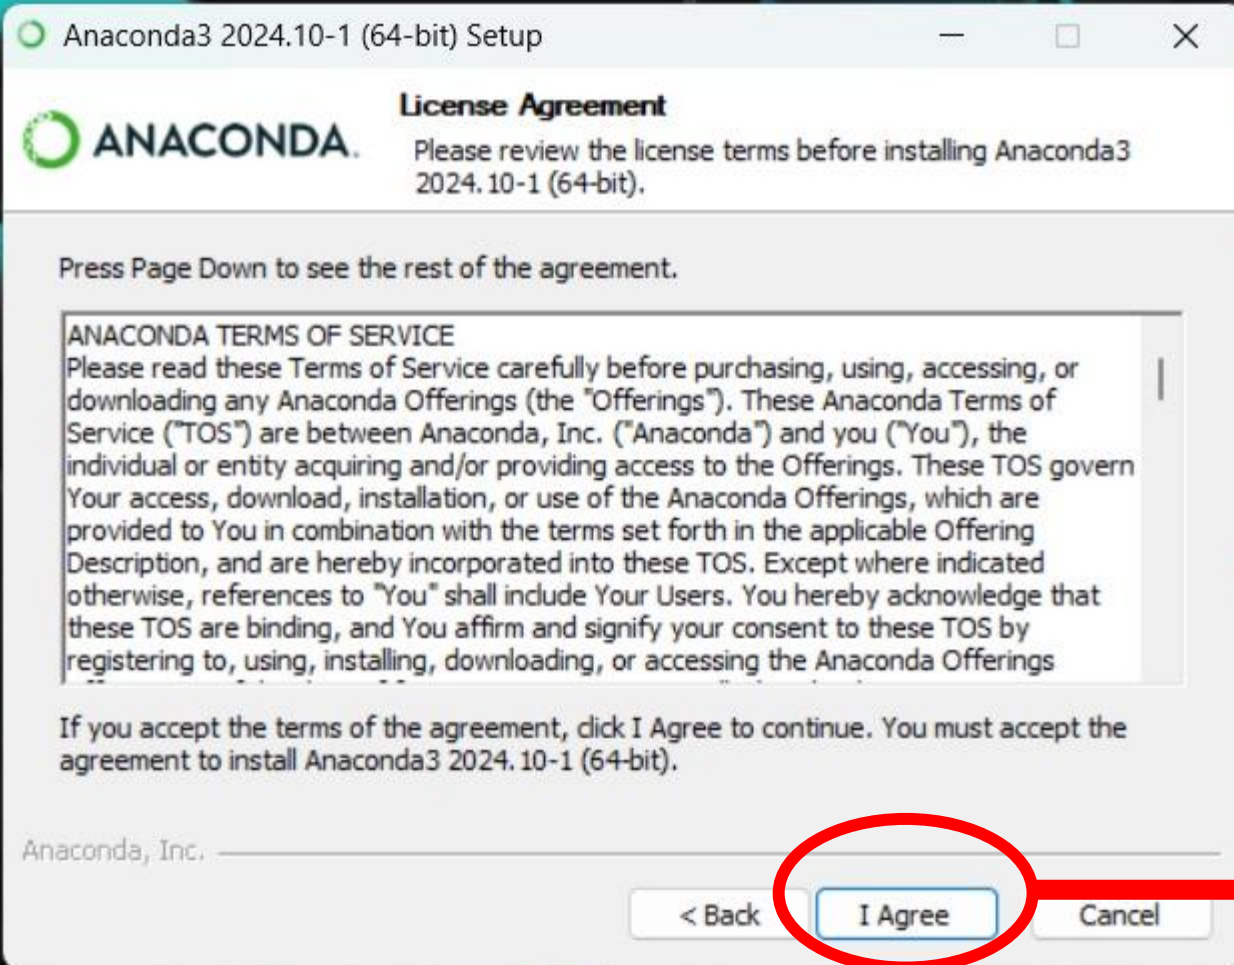 Anaconda3 2024.10-1 (64-bit) Setup
ANACONDA.
License Agreement
Please review the license terms before installing Anaconda3
2024.10-1 (64-bit).
Press Page Down to see the rest of the agreement.
ANACONDA TERMS OF SERVICE
Please read these Terms of Service carefully before purchasing, using, accessing, or
downloading any Anaconda Offerings (the "Offerings"). These Anaconda Terms of
Service ("TOS") are between Anaconda, Inc. ("Anaconda") and you ("You"), the
individual or entity acquiring and/or providing access to the Offerings. These TOS govern
Your access, download, installation, or use of the Anaconda Offerings, which are
provided to You in combination with the terms set forth in the applicable Offering
Description, and are hereby incorporated into these TOS. Except where indicated
otherwise, references to "You" shall include Your Users. You hereby acknowledge that
these TOS are binding, and You affirm and signify your consent to these TOS by
registering to, using, installing, downloading, or accessing the Anaconda Offerings
If you accept the terms of the agreement, click I Agree to continue. You must accept the
agreement to install Anaconda3 2024.10-1 (64-bit).
Anaconda, Inc.
< Back
I Agree
Cancel